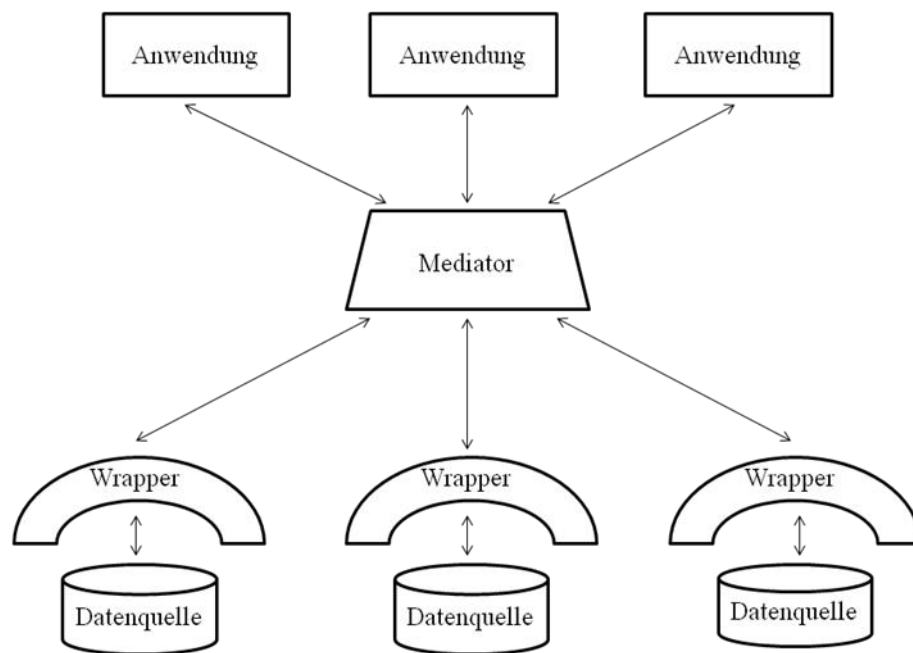 Anwendung
Anwendung
Anwendung
Mediator
Wrapper
Wrapper
Wrapper
Datenquelle
Datenquelle
Datenquelle